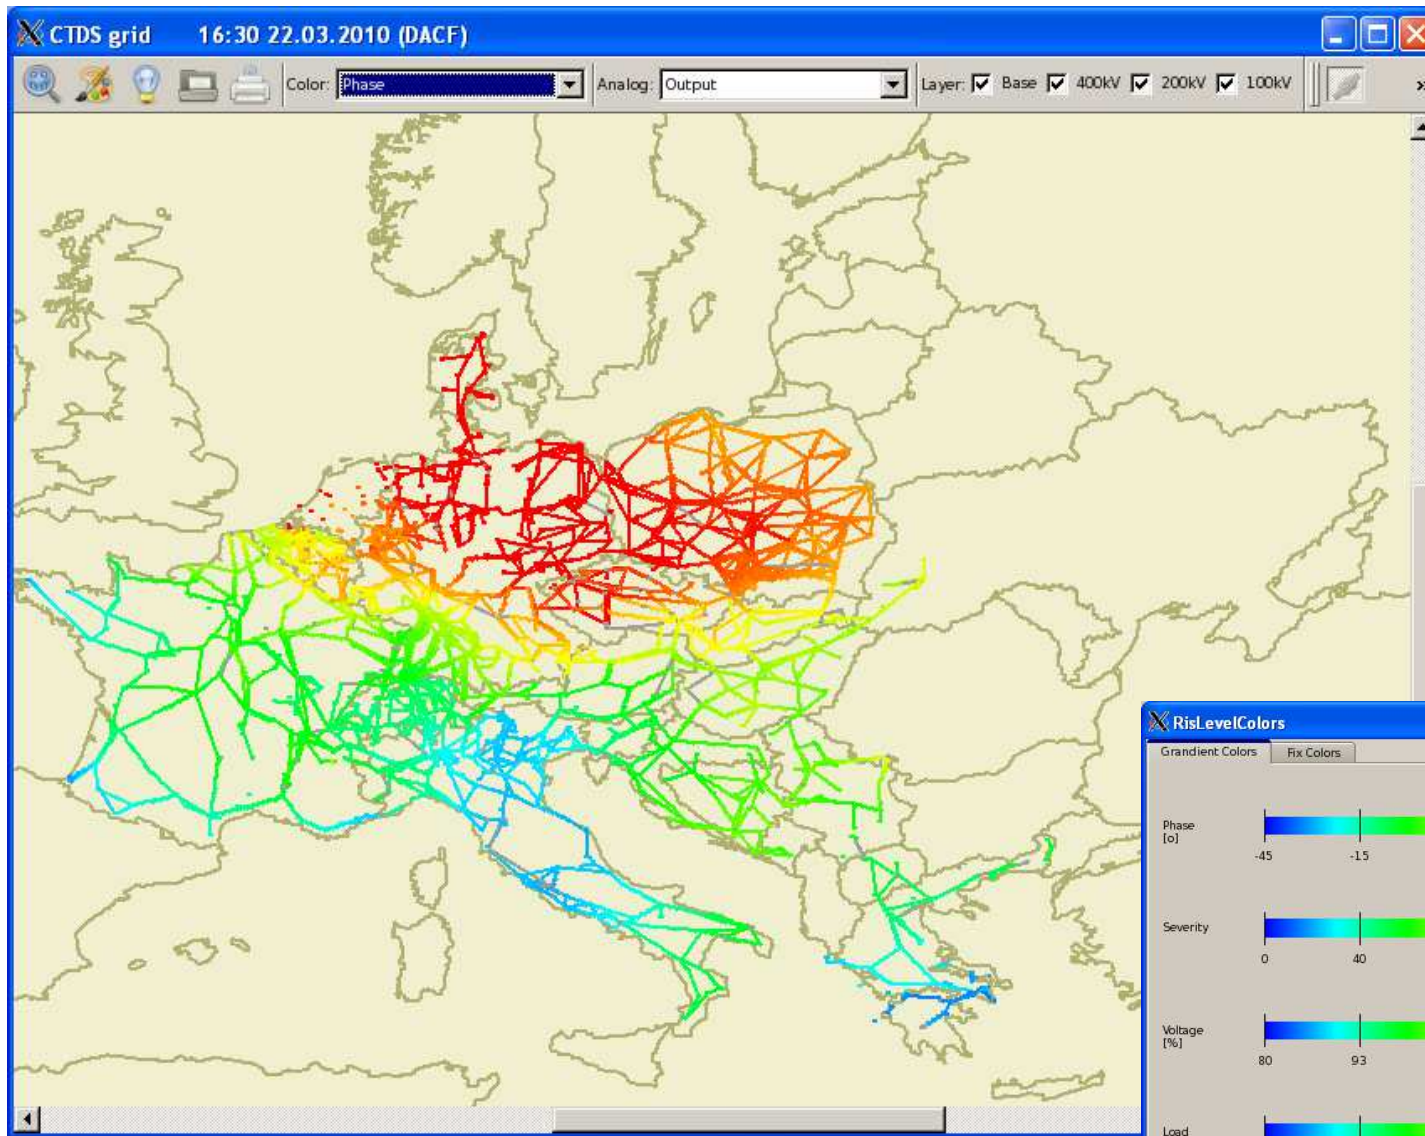 CTDS grid 16:30 22.03.2010 (DACF)
Color: Phase Analog: Output Layer: Base 400kV 200kV 100kV
RisLevelColors
Grandient Colors Fix Colors
Phase
[o]
-45 -15
Severity
0 40
Voltage
[%]
80 93
Load